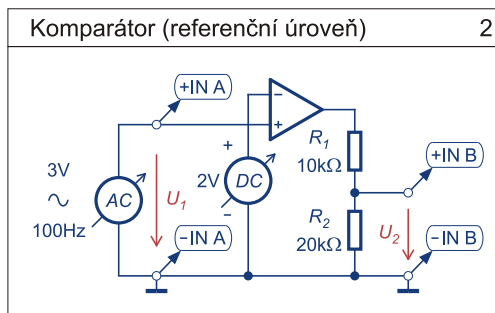 Komparátor (referenční úroveň) 2
+IN A
−
+
R1
10kΩ
+IN B
3V
AC
100Hz
U1
+
2V DC
−
R2
20kΩ
U2
−IN A
−IN B